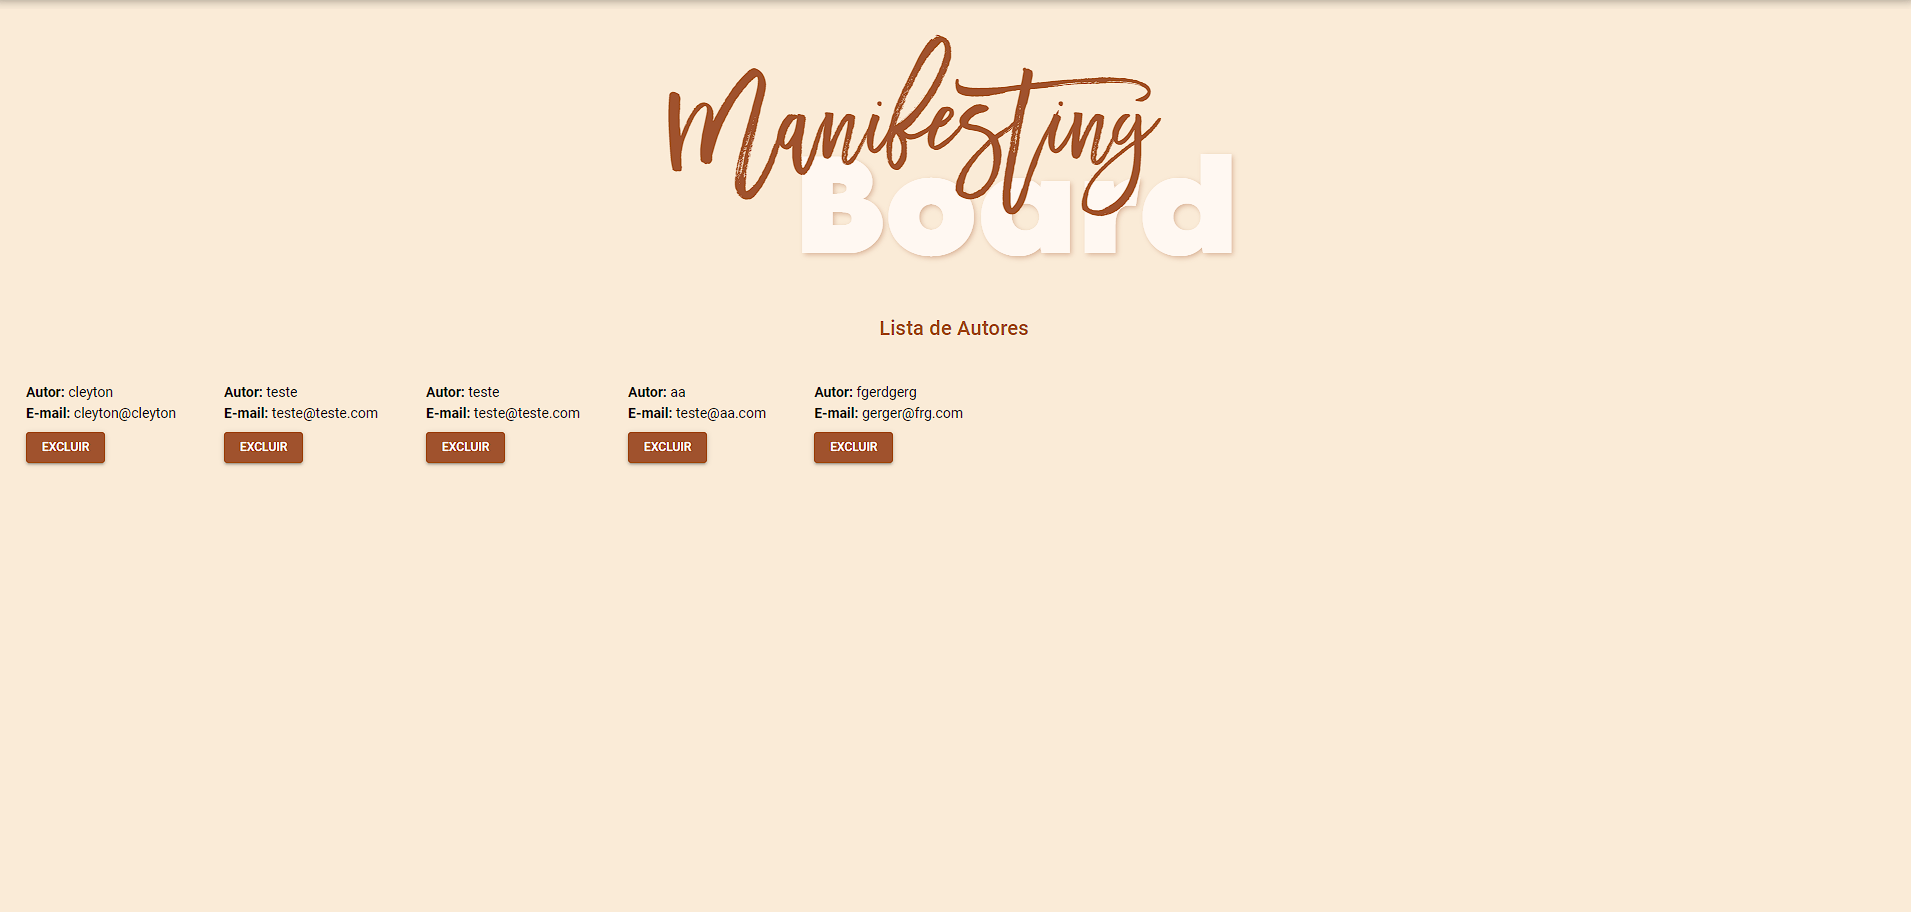 Manifesting
Board
Lista de Autores
Autor: cleyton
E-mail: cleyton@cleyton
EXCLUIR
Autor: teste
E-mail: teste@teste.com
EXCLUIR
Autor: teste
E-mail: teste@teste.com
EXCLUIR
Autor: aa
E-mail: teste@aa.com
EXCLUIR
Autor: fgerdgerg
E-mail: gerger@frg.com
EXCLUIR